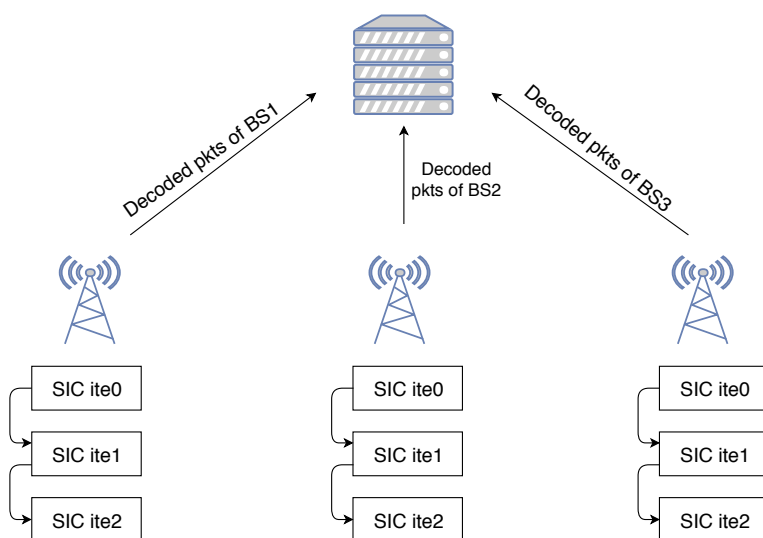 Decoded pkts of BS1
Decoded
pkts of BS2
Decoded pkts of BS3
SIC ite0
SIC ite0
SIC ite0
SIC ite1
SIC ite1
SIC ite1
SIC ite2
SIC ite2
SIC ite2